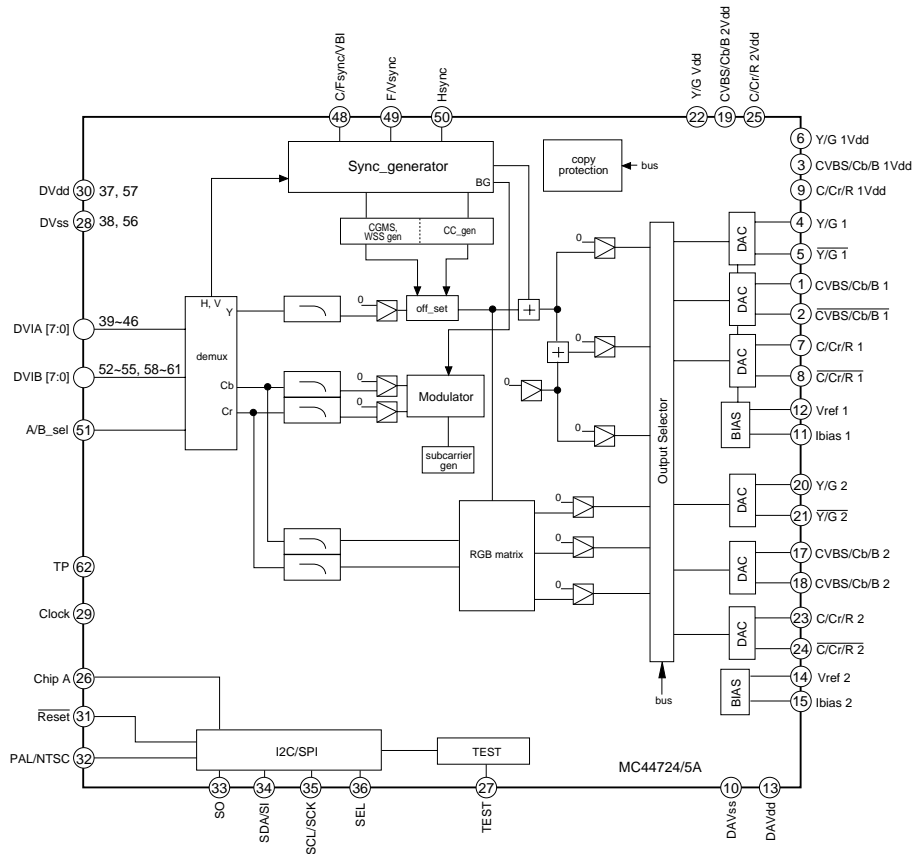 C/Fsync/VBI
F/Vsync
Hsync
Y/G Vdd
CVBS/Cb/B 2Vdd
C/Cr/R 2Vdd
48
49
50
22
19
25
6 Y/G 1Vdd
3 CVBS/Cb/B 1Vdd
9 C/Cr/R 1Vdd
Sync_generator
BG
copy
protection
bus
DVdd 30 37, 57
DVss 28 38, 56
CGMS,
WSS gen
CC_gen
0
DAC
4 Y/G 1
5 Y/G 1
H, V
Y
0
off_set
+
DAC
1 CVBS/Cb/B 1
2 CVBS/Cb/B 1
DVIA [7:0] 39~46
demux
+
0
DAC
7 C/Cr/R 1
8 C/Cr/R 1
DVIB [7:0] 52~55, 58~61
Cb
Cr
0
0
Modulator
0
A/B_sel 51
BIAS
12 Vref 1
11 Ibias 1
0
subcarrier
gen
Output Selector
DAC
20 Y/G 2
21 Y/G 2
RGB matrix
0
0
0
DAC
17 CVBS/Cb/B 2
18 CVBS/Cb/B 2
TP 62
Clock 29
DAC
23 C/Cr/R 2
24 C/Cr/R 2
Chip A 26
bus
BIAS
14 Vref 2
15 Ibias 2
Reset 31
PAL/NTSC 32
I2C/SPI
TEST
MC44724/5A
33
34
35
36
27
10
13
SO
SDA/SI
SCL/SCK
SEL
TEST
DAVss
DAVdd